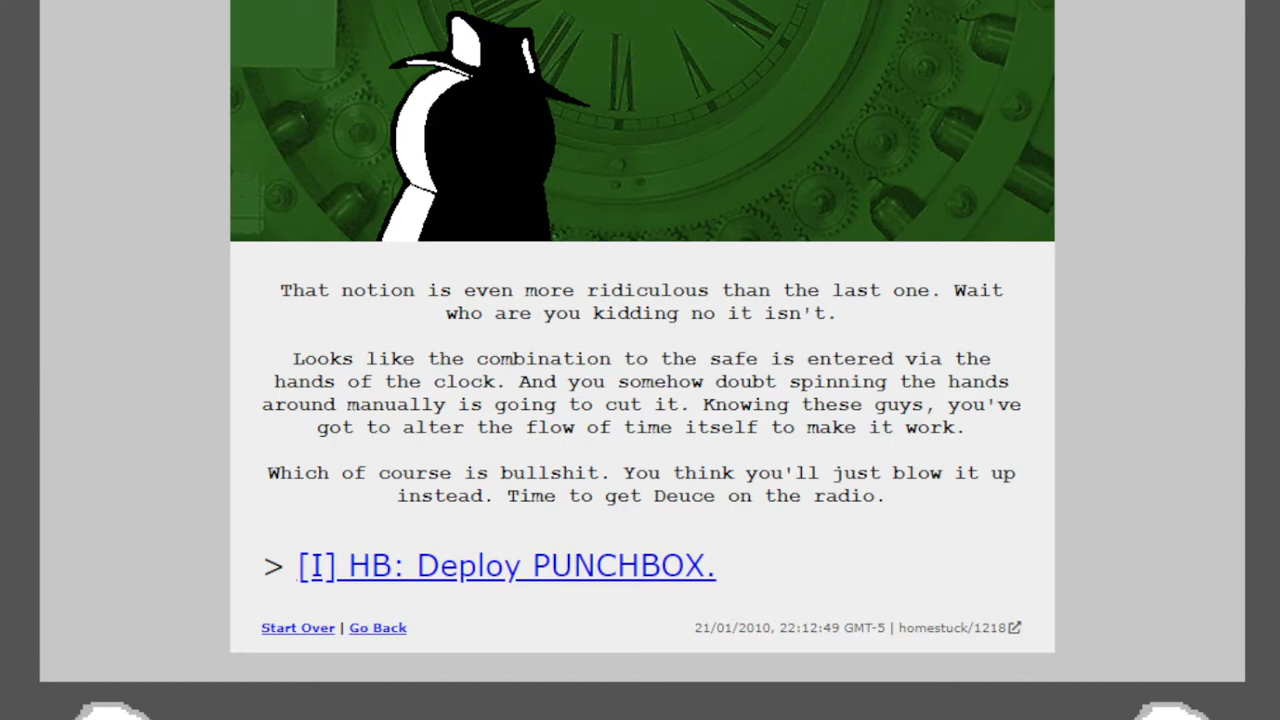 That notion is even more ridiculous than the last one. Wait
who are you kidding no it isn't.
Looks like the combination to the safe is entered via the
hands of the clock. And you somehow doubt spinning the hands
around manually is going to cut it. Knowing these guys, you've
got to alter the flow of time itself to make it work.
Which of course is bullshit. You think you'll just blow it up
instead. Time to get Deuce on the radio.
> [I] HB: Deploy PUNCHBOX.
Start Over | Go Back
21/01/2010, 22:12:49 GMT-5 | homestuck/1218